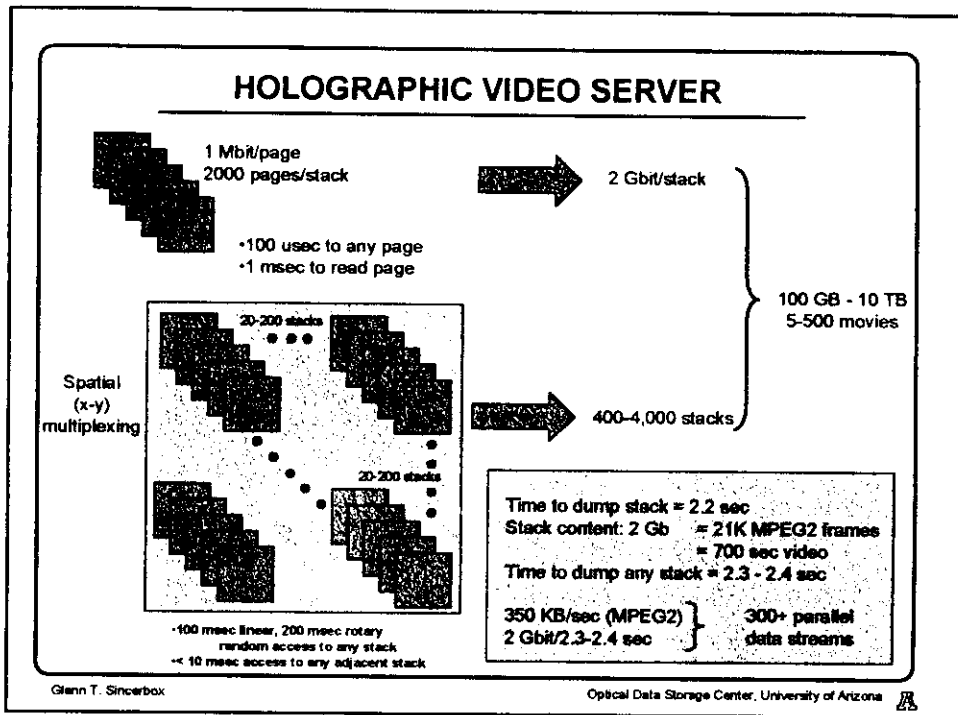 HOLOGRAPHIC VIDEO SERVER
1 Mbit/page
2000 pages/stack
2 Gbit/stack
•100 usec to any page
•1 msec to read page
100 GB - 10 TB
5-500 movies
20-200 stacks
Spatial
(x-y)
multiplexing
400-4,000 stacks
20-200 stacks
Time to dump stack = 2.2 sec
Stack content: 2 Gb = 21K MPEG2 frames
= 700 sec video
Time to dump any stack = 2.3 - 2.4 sec
350 KB/sec (MPEG2)
2 Gbit/2.3-2.4 sec
300+ parallel
data streams
•100 msec linear, 200 msec rotary
random access to any stack
•< 10 msec access to any adjacent stack
Glenn T. Sincerbox
Optical Data Storage Center, University of Arizona A